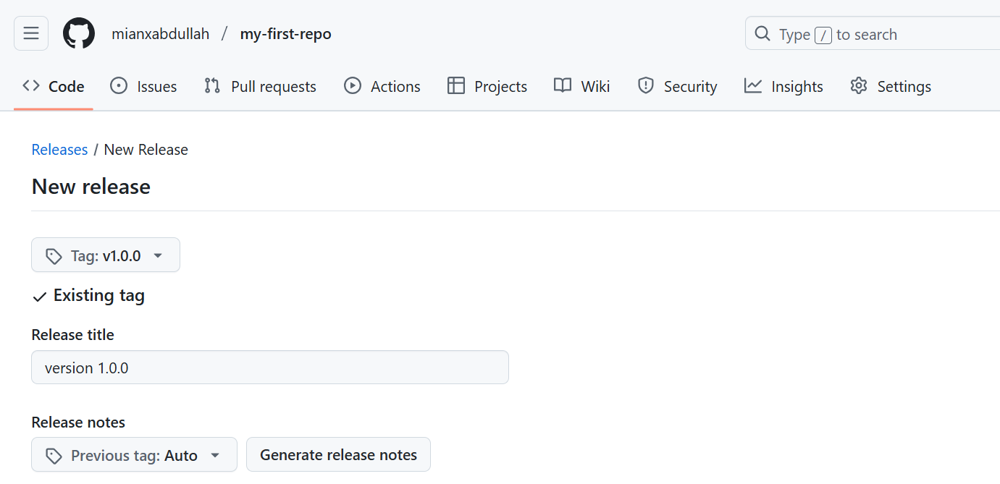 mianxabdullah / my-first-repo
Type / to search
Code Issues Pull requests Actions Projects Wiki Security Insights Settings
Releases / New Release
New release
Tag: v1.0.0
Existing tag
Release title
version 1.0.0
Release notes
Previous tag: Auto Generate release notes